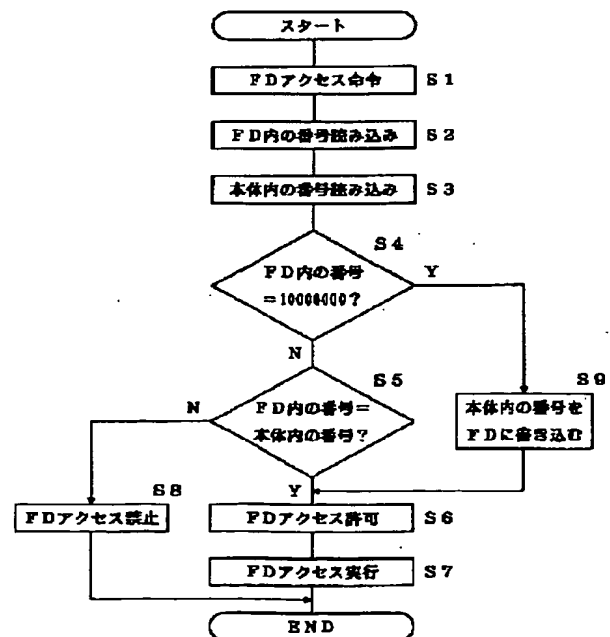 スタート
FDアクセス命令 S1
FD内の番号読み込み S2
本体内の番号読み込み S3
S4
FD内の番号
=10000000?
Y
N
S5
FD内の番号=
本体内の番号?
N
Y
S9
本体内の番号を
FDに書き込む
S8
FDアクセス禁止
FDアクセス許可 S6
FDアクセス実行 S7
END